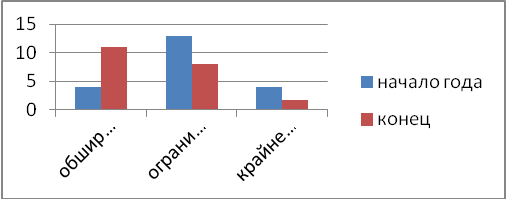 15
10
5
0
обшир...
ограни...
крайне...
начало года
конец